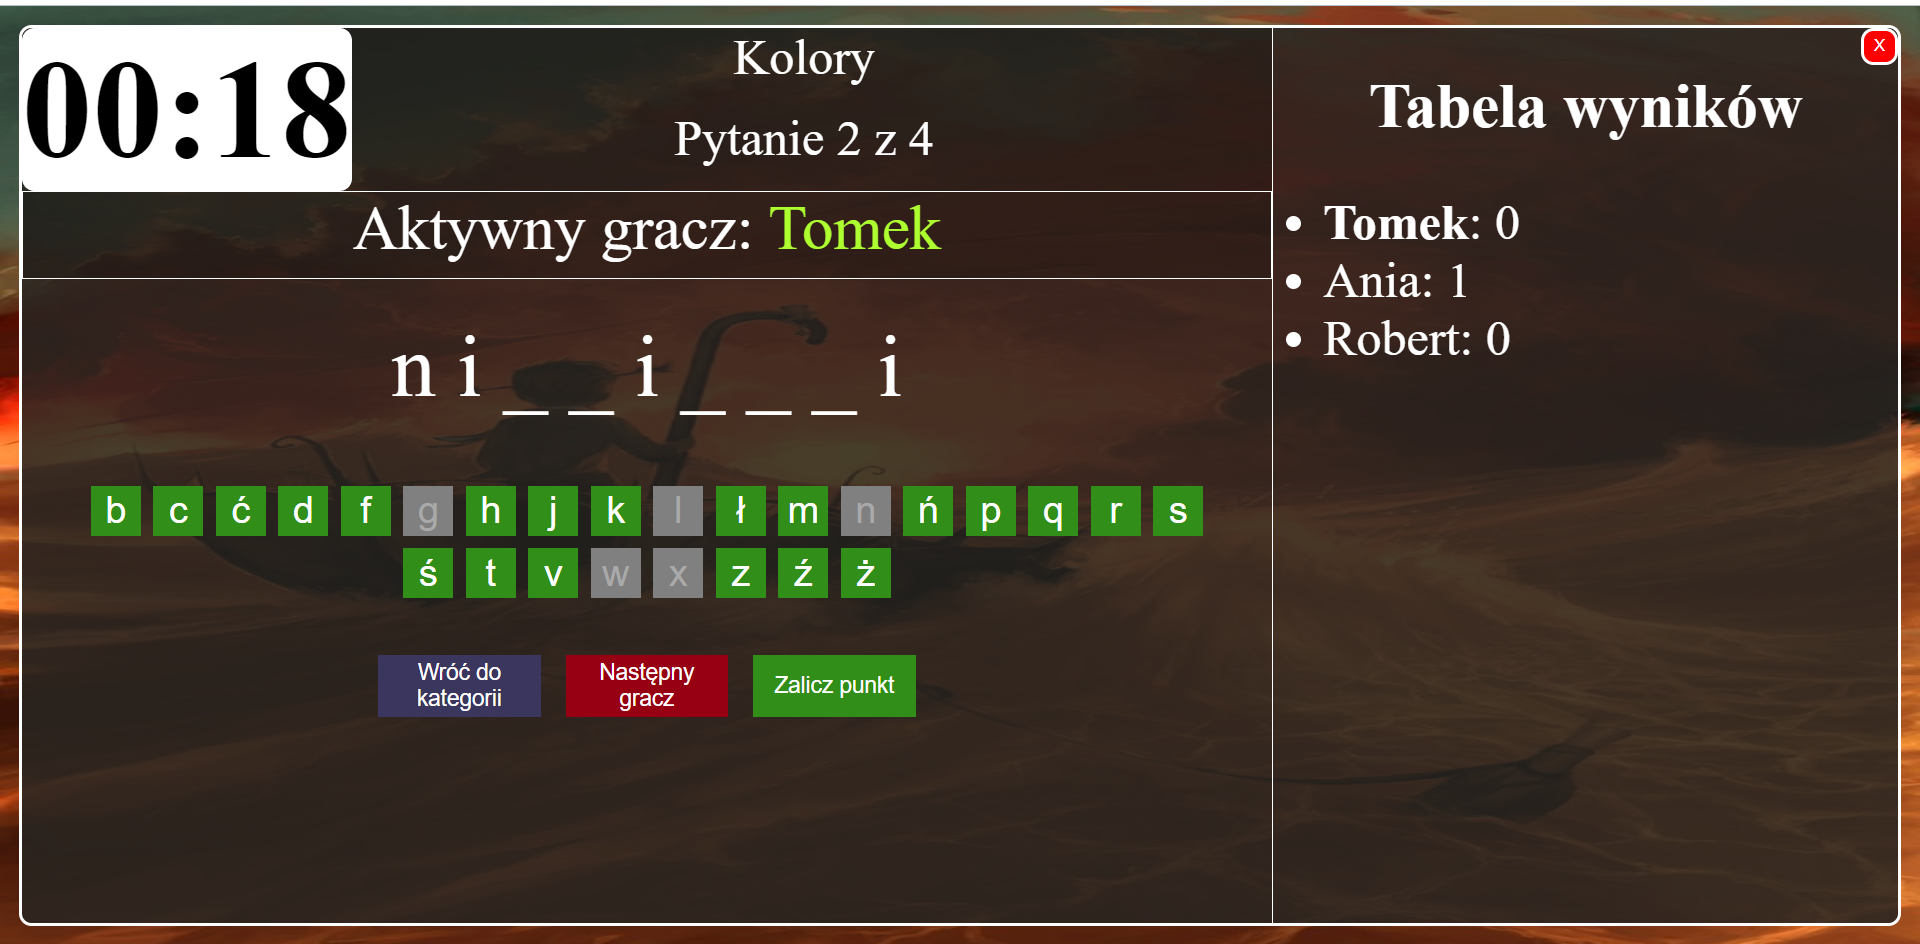 00:18
Kolory
Pytanie 2 z 4
Aktywny gracz: Tomek
n i _ _ i _ _ _ i
b c ć d f g h j k l ł m n ń p q r s
ś t v w x z ź ż
Wróć do
kategorii
Następny
gracz
Zalicz punkt
x
Tabela wyników
Tomek: 0
Ania: 1
Robert: 0